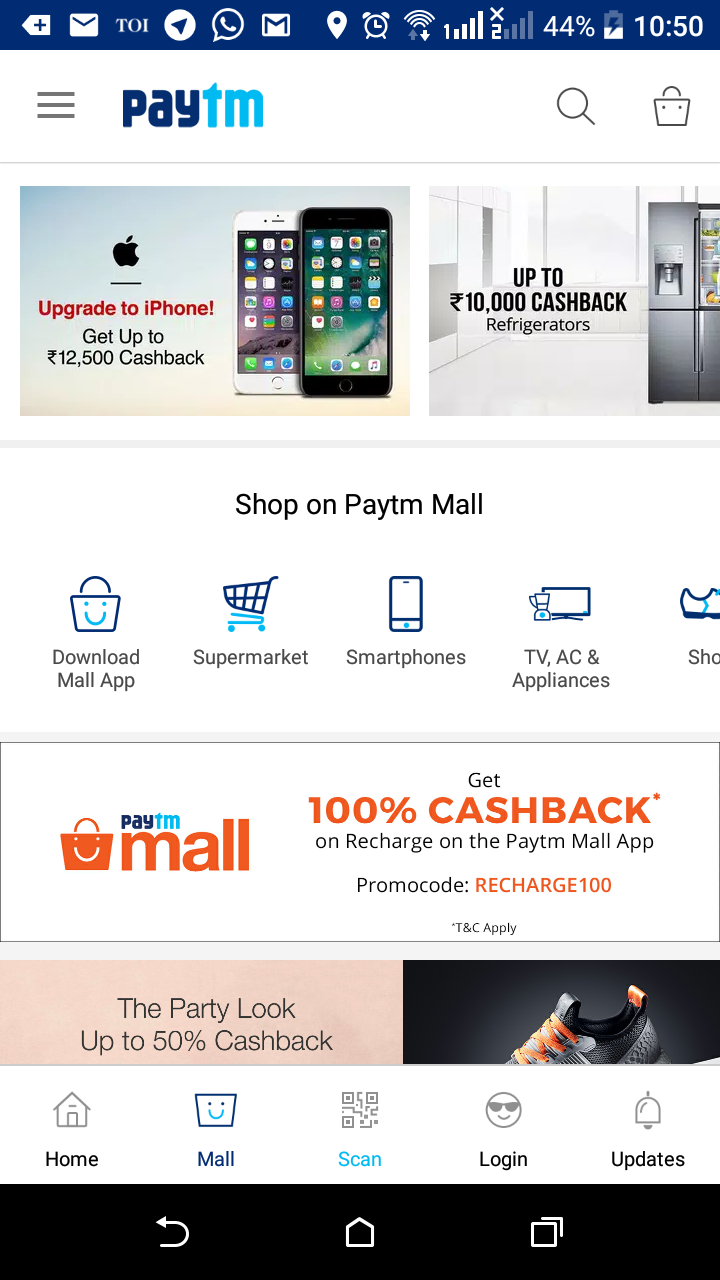 TOI
1
2
44%
10:50
paytm
Upgrade to iPhone!
Get Up to
₹12,500 Cashback
UP TO
₹10,000 CASHBACK
Refrigerators
Shop on Paytm Mall
Download
Mall App
Supermarket
Smartphones
TV, AC &
Appliances
Sho
paytm
mall
Get
100% CASHBACK*
on Recharge on the Paytm Mall App
Promocode: RECHARGE100
*T&C Apply
The Party Look
Up to 50% Cashback
Home
Mall
Scan
Login
Updates